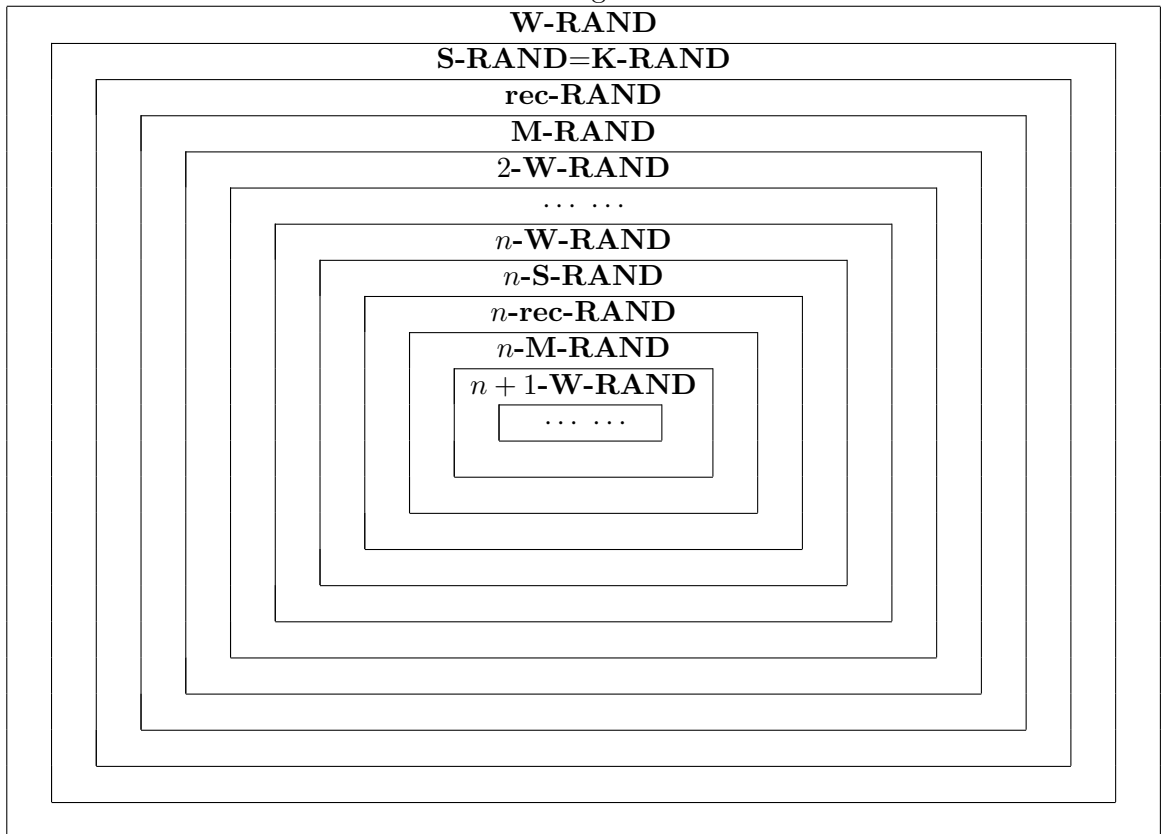 W-RAND
S-RAND=K-RAND
rec-RAND
M-RAND
2-W-RAND
... ...
n-W-RAND
n-S-RAND
n-rec-RAND
n-M-RAND
n + 1-W-RAND
... ...